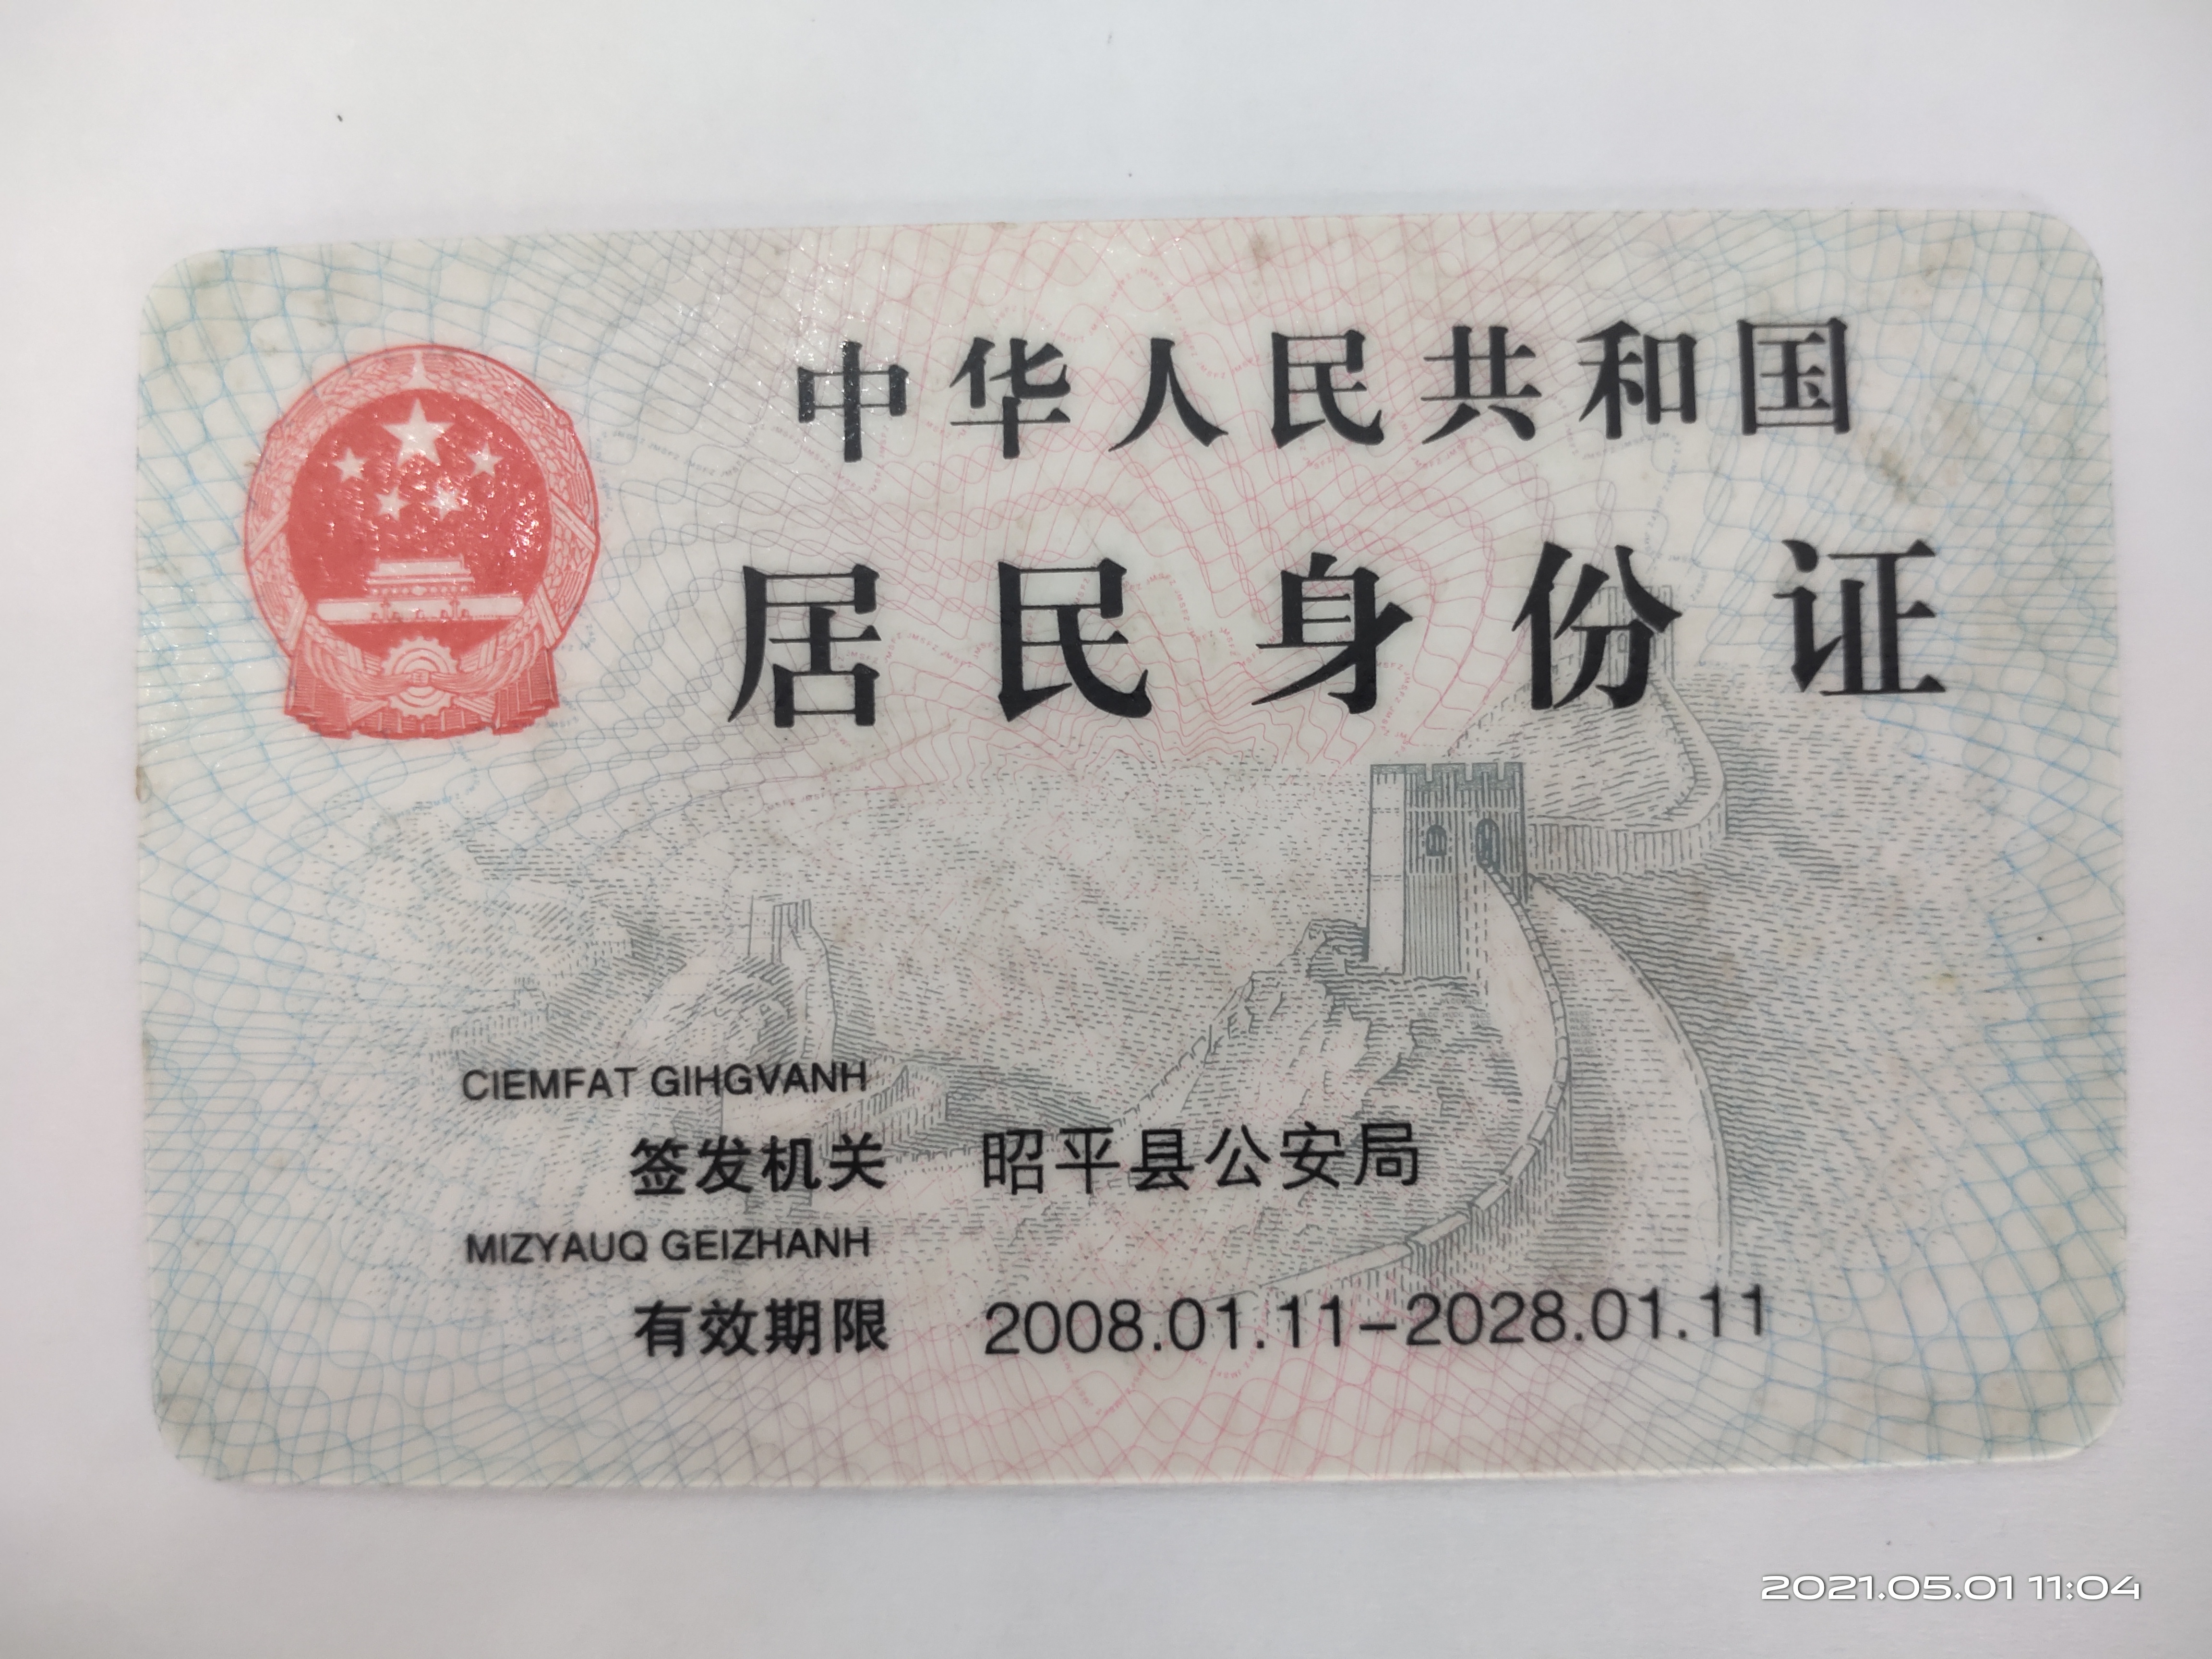 中华人民共和国
居民身份证
CIEMFAT GIHGVANH
签发机关 昭平县公安局
MIZYAUQ GEIZHANH
有效期限 2008.01.11-2028.01.11
2021.05.01 11:04